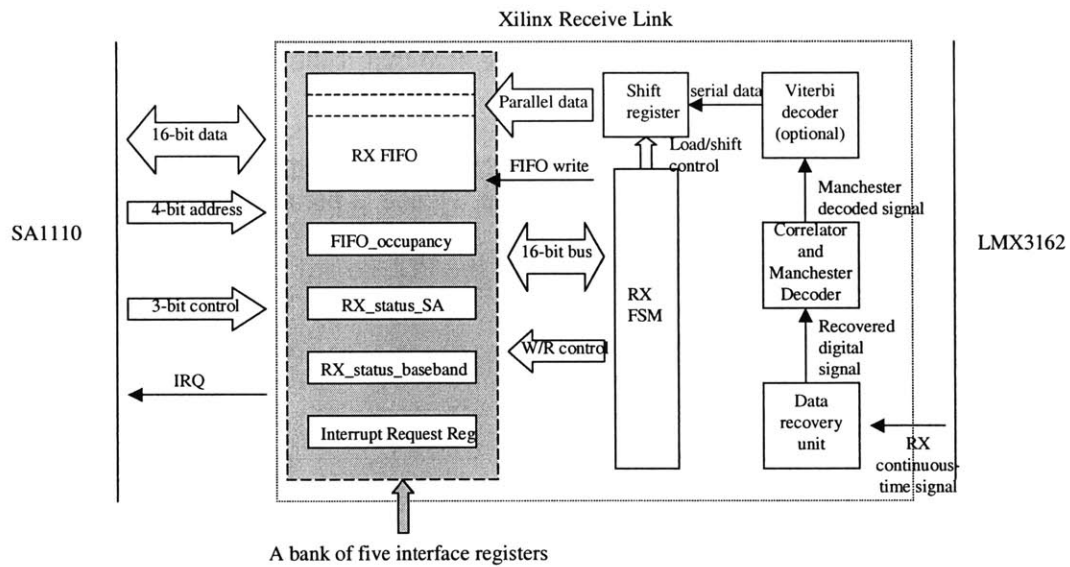 Xilinx Receive Link
SA1110
16-bit data
4-bit address
3-bit control
IRQ
RX FIFO
FIFO_occupancy
RX_status_SA
RX_status_baseband
Interrupt Request Reg
A bank of five interface registers
Parallel data
FIFO write
16-bit bus
W/R control
Shift
register
Load/shift
control
RX
FSM
serial data
Viterbi
decoder
(optional)
Manchester
decoded signal
Correlator
and
Manchester
Decoder
Recovered
digital
signal
Data
recovery
unit
RX
continuous-
time signal
LMX3162